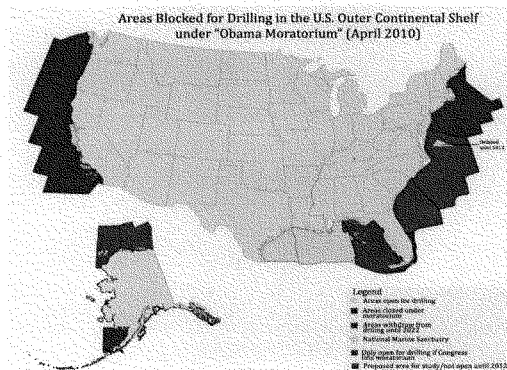 Areas Blocked for Drilling in the U.S. Outer Continental Shelf
under "Obama Moratorium" (April 2010)
until 2012
Legend
Areas open for drilling
Areas closed under
moratorium
Areas withdrawn from
drilling until 2022
National Marine Sanctuary
Only open for drilling if Congress
lifts moratorium
Proposed area for study/not open until 2012